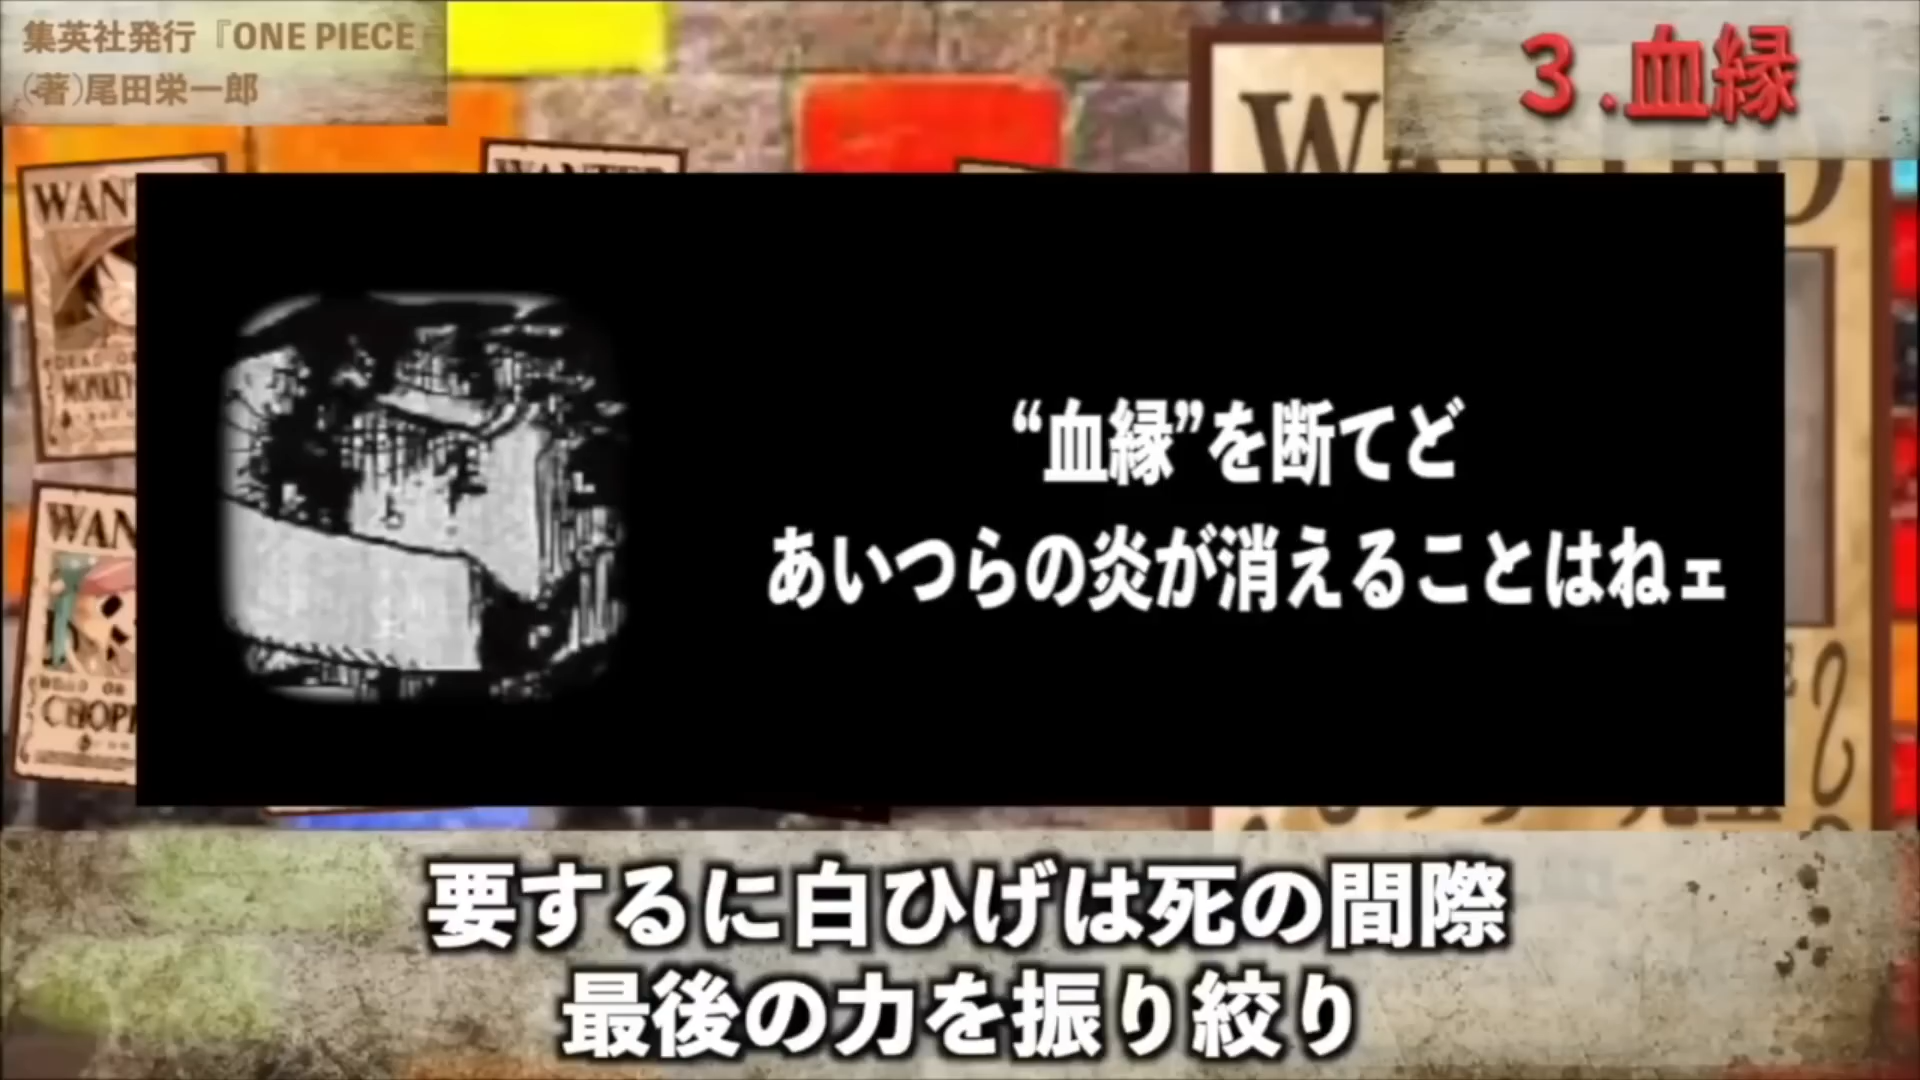 集英社発行『ONE PIECE』
(著)尾田栄一郎
3.血縁
WANTED
WANTED
“血縁”を断てど
あいつらの炎が消えることはねェ
要するに白ひげは死の間際
最後の力を振り絞り